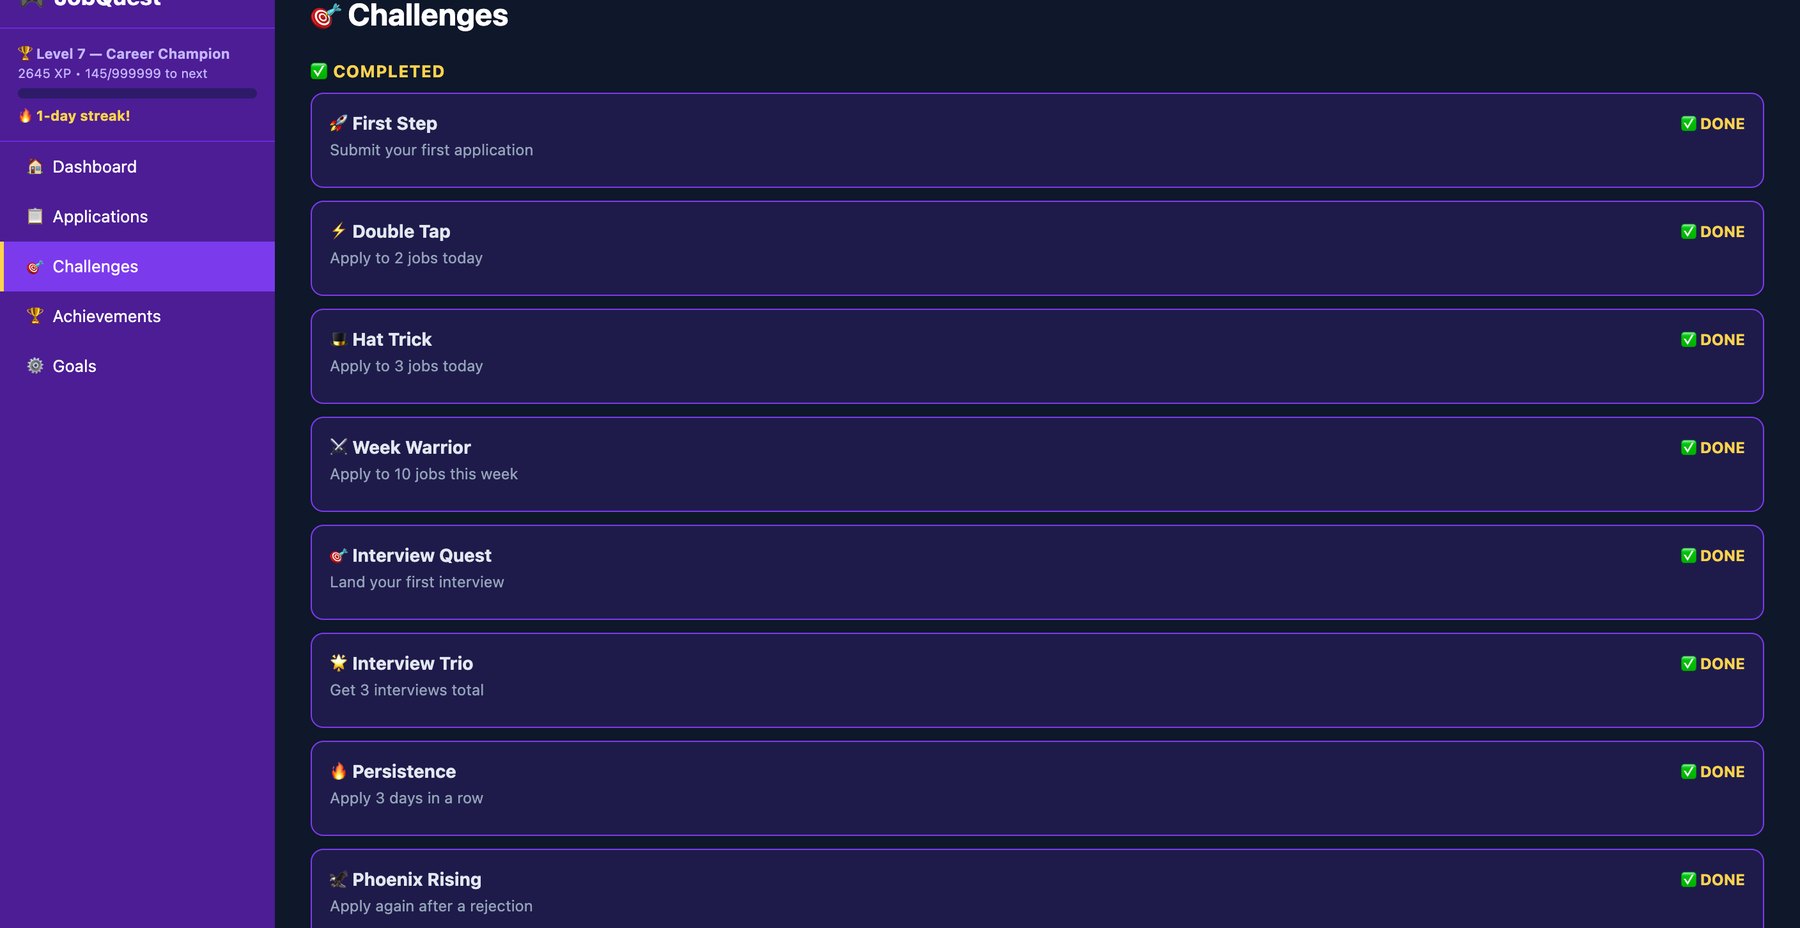 JobQuest
Level 7 — Career Champion
2645 XP • 145/999999 to next
1-day streak!
Dashboard
Applications
Challenges
Achievements
Goals
Challenges
COMPLETED
First Step
DONE
Submit your first application
Double Tap
DONE
Apply to 2 jobs today
Hat Trick
DONE
Apply to 3 jobs today
Week Warrior
DONE
Apply to 10 jobs this week
Interview Quest
DONE
Land your first interview
Interview Trio
DONE
Get 3 interviews total
Persistence
DONE
Apply 3 days in a row
Phoenix Rising
DONE
Apply again after a rejection